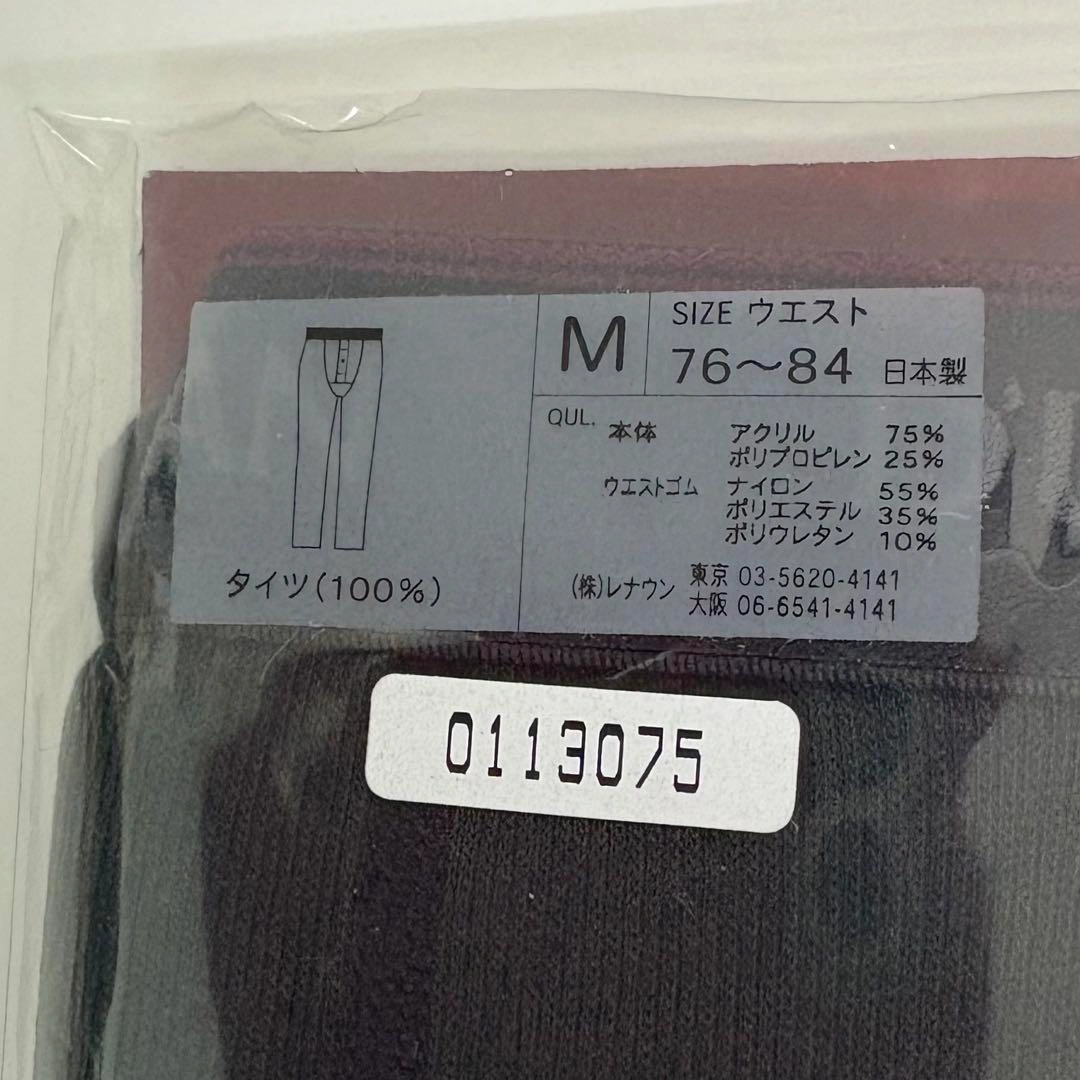 M
SIZE ウエスト
76〜84 日本製
QUL.
本体 アクリル 75%
ポリプロピレン 25%
ウエストゴム ナイロン 55%
ポリエステル 35%
ポリウレタン 10%
タイツ(100%)
(株)レナウン 東京 03-5620-4141
大阪 06-6541-4141
0113075